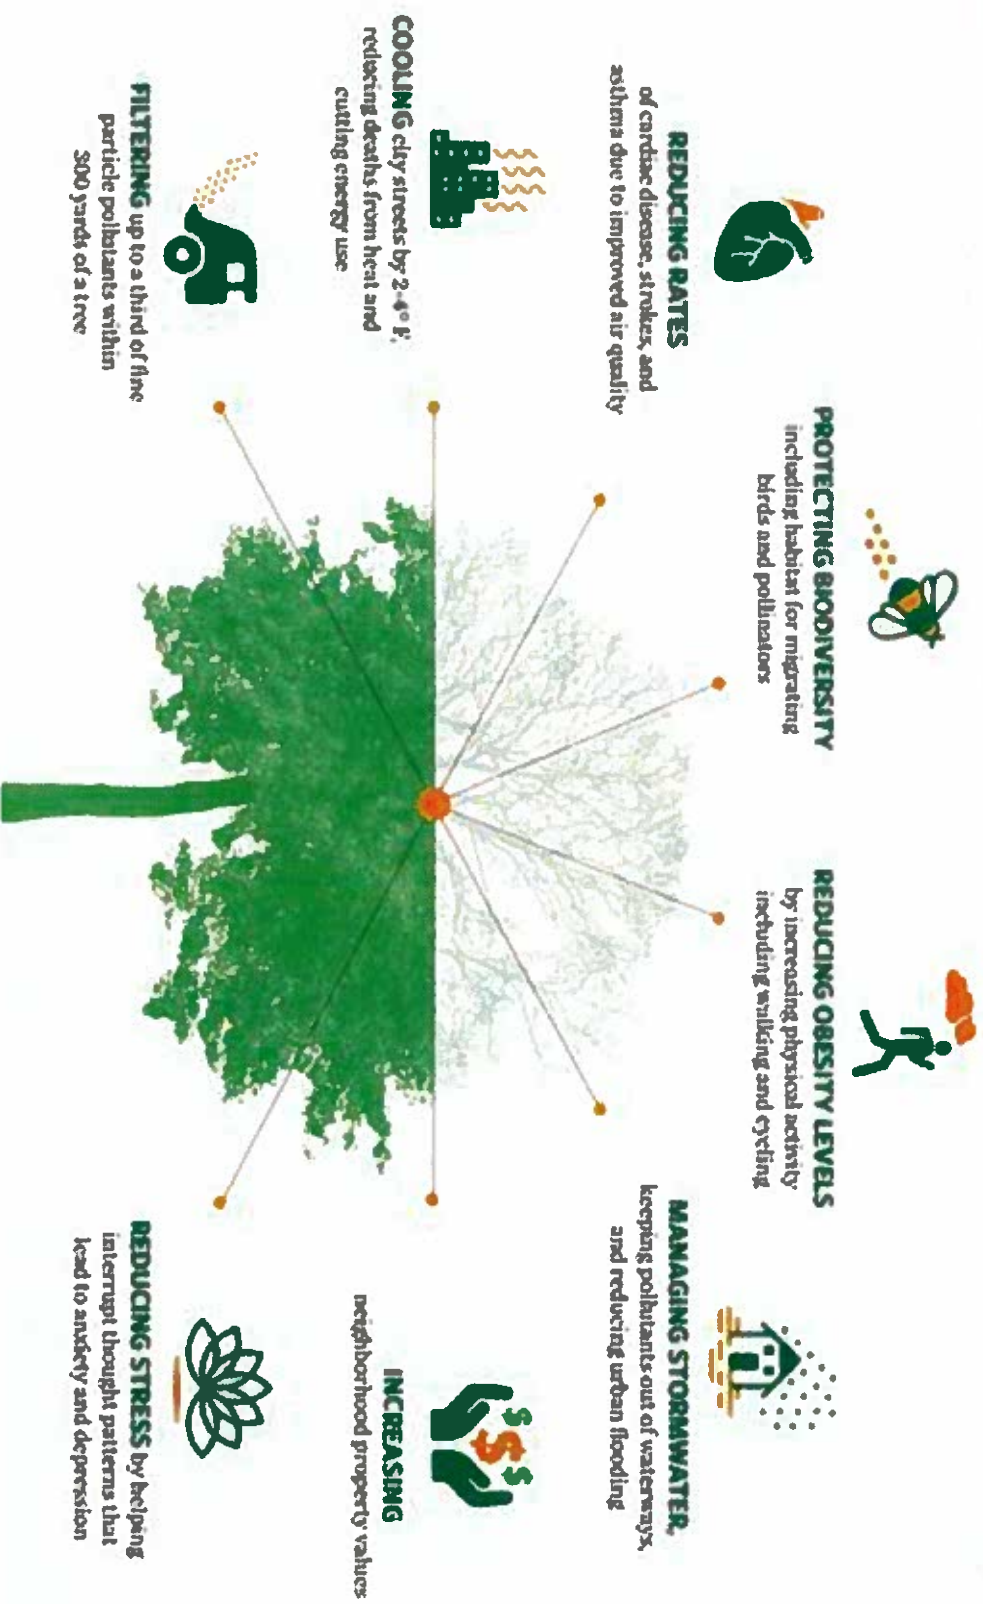 FILTERING up to a third of fine
particle pollutants within
300 yards of a tree
COOLING city streets by 2-4° F,
reducing deaths from heat and
cutting energy use
REDUCING RATES
of cardiac disease, strokes, and
asthma due to improved air quality
PROTECTING BIODIVERSITY
including habitat for migrating
birds and pollinators
REDUCING OBESITY LEVELS
by increasing physical activity
including walking and cycling
MANAGING STORMWATER,
keeping pollutants out of waterways,
and reducing urban flooding
INCREASING
neighborhood property values
REDUCING STRESS by helping
interrupt thought patterns that
lead to anxiety and depression